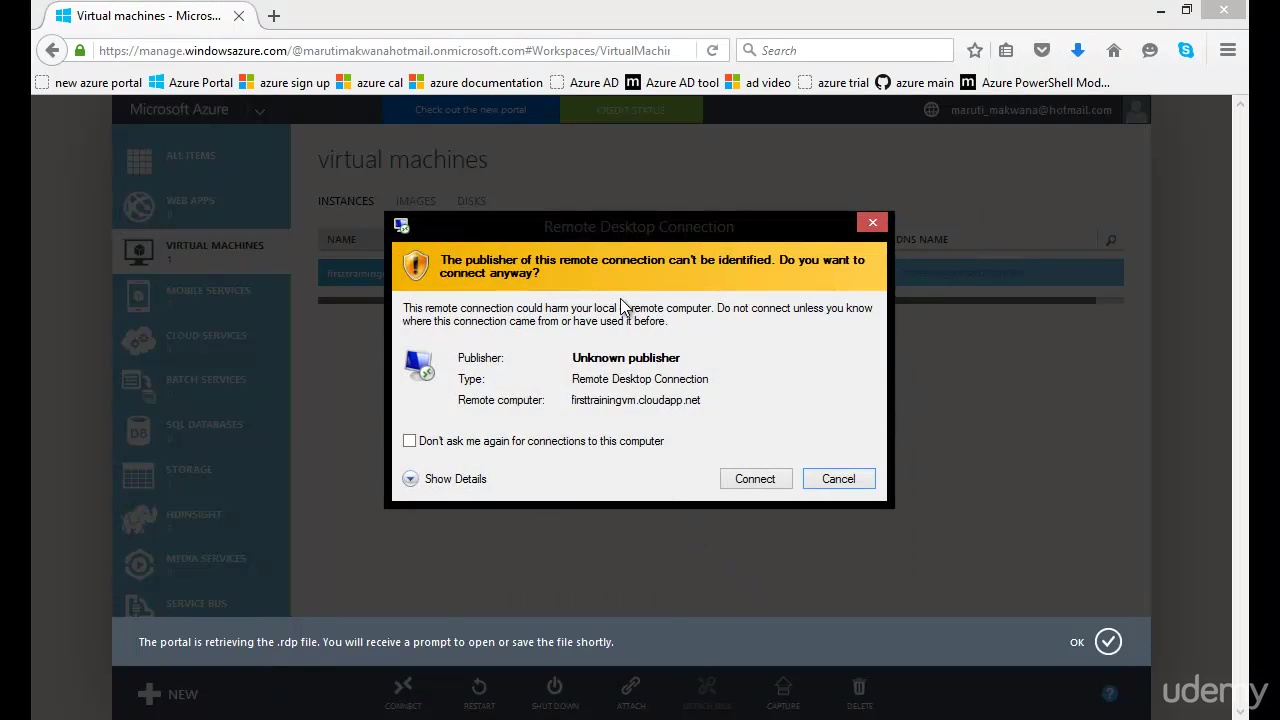 Virtual machines - Micros...
https://manage.windowsazure.com/@marutimakwanahotmail.onmicrosoft.com#Workspaces/VirtualMachin
Search
new azure portal
Azure Portal
azure sign up
azure cal
azure documentation
Azure AD
Azure AD tool
ad video
azure trial
azure main
Azure PowerShell Mod...
Microsoft Azure
Check out the new portal
CREDIT STATUS
maruti_makwana@hotmail.com
ALL ITEMS
WEB APPS
0
VIRTUAL MACHINES
1
MOBILE SERVICES
CLOUD SERVICES
BATCH SERVICES
SQL DATABASES
STORAGE
HDINSIGHT
MEDIA SERVICES
SERVICE BUS
virtual machines
INSTANCES
IMAGES
DISKS
NAME
DNS NAME
Remote Desktop Connection
The publisher of this remote connection can't be identified. Do you want to
connect anyway?
This remote connection could harm your local remote computer. Do not connect unless you know
where this connection came from or have used it before.
Publisher: Unknown publisher
Type: Remote Desktop Connection
Remote computer: firsttrainingvm.cloudapp.net
Don't ask me again for connections to this computer
Show Details
Connect
Cancel
The portal is retrieving the .rdp file. You will receive a prompt to open or save the file shortly.
OK
NEW
CONNECT
RESTART
SHUT DOWN
ATTACH
DETACH DISK
CAPTURE
DELETE
?
udemy